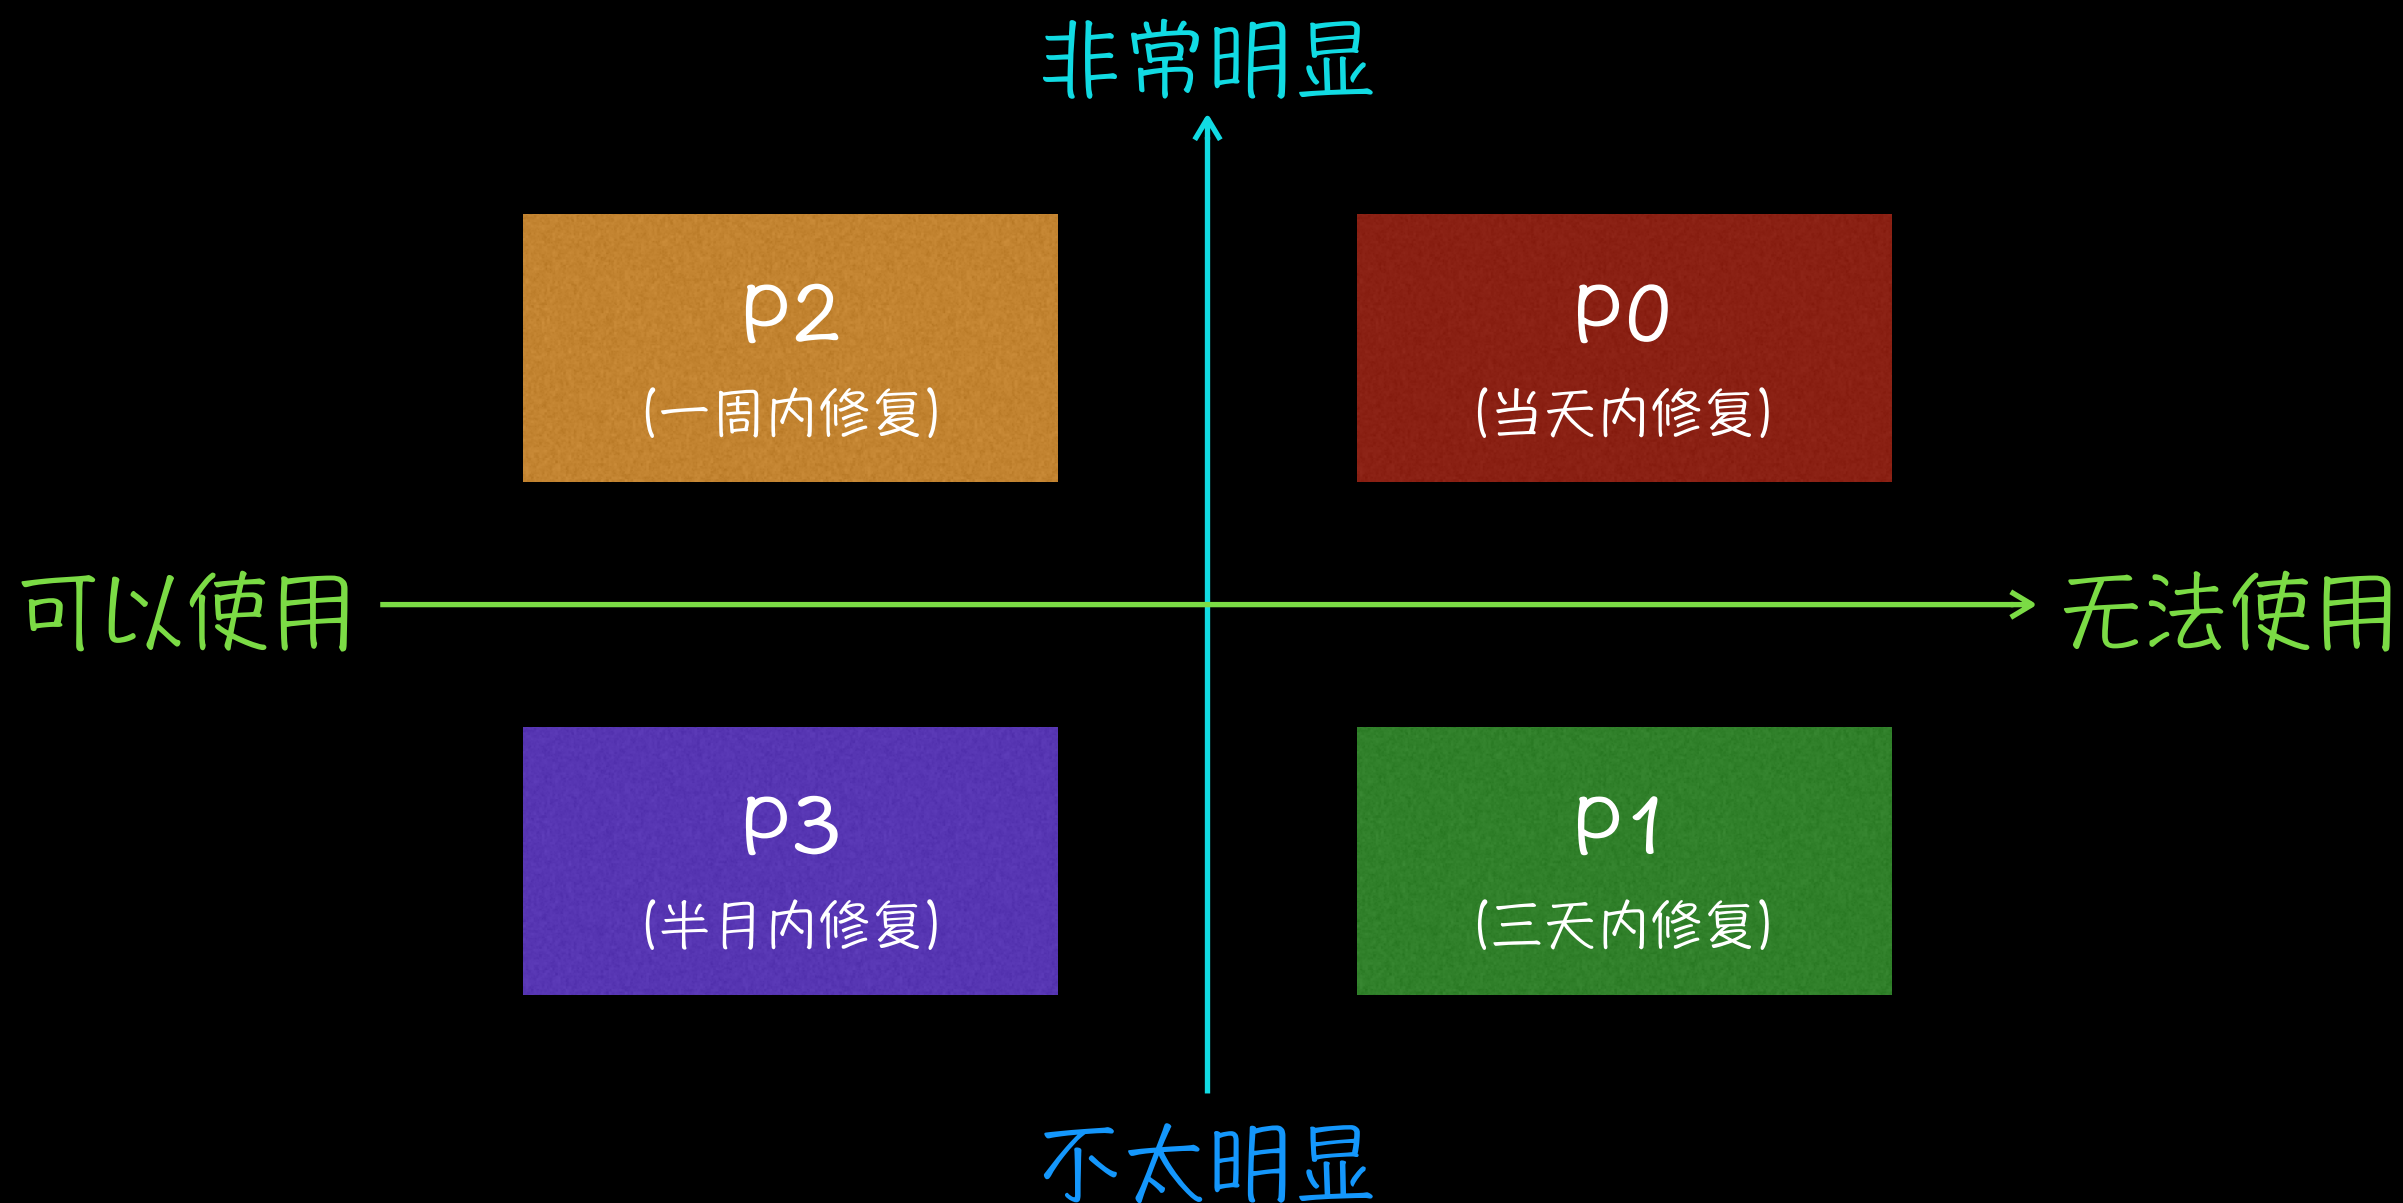 非常明显
P2
(一周内修复)
P0
(当天内修复)
可以使用
无法使用
P3
(半月内修复)
P1
(三天内修复)
不太明显